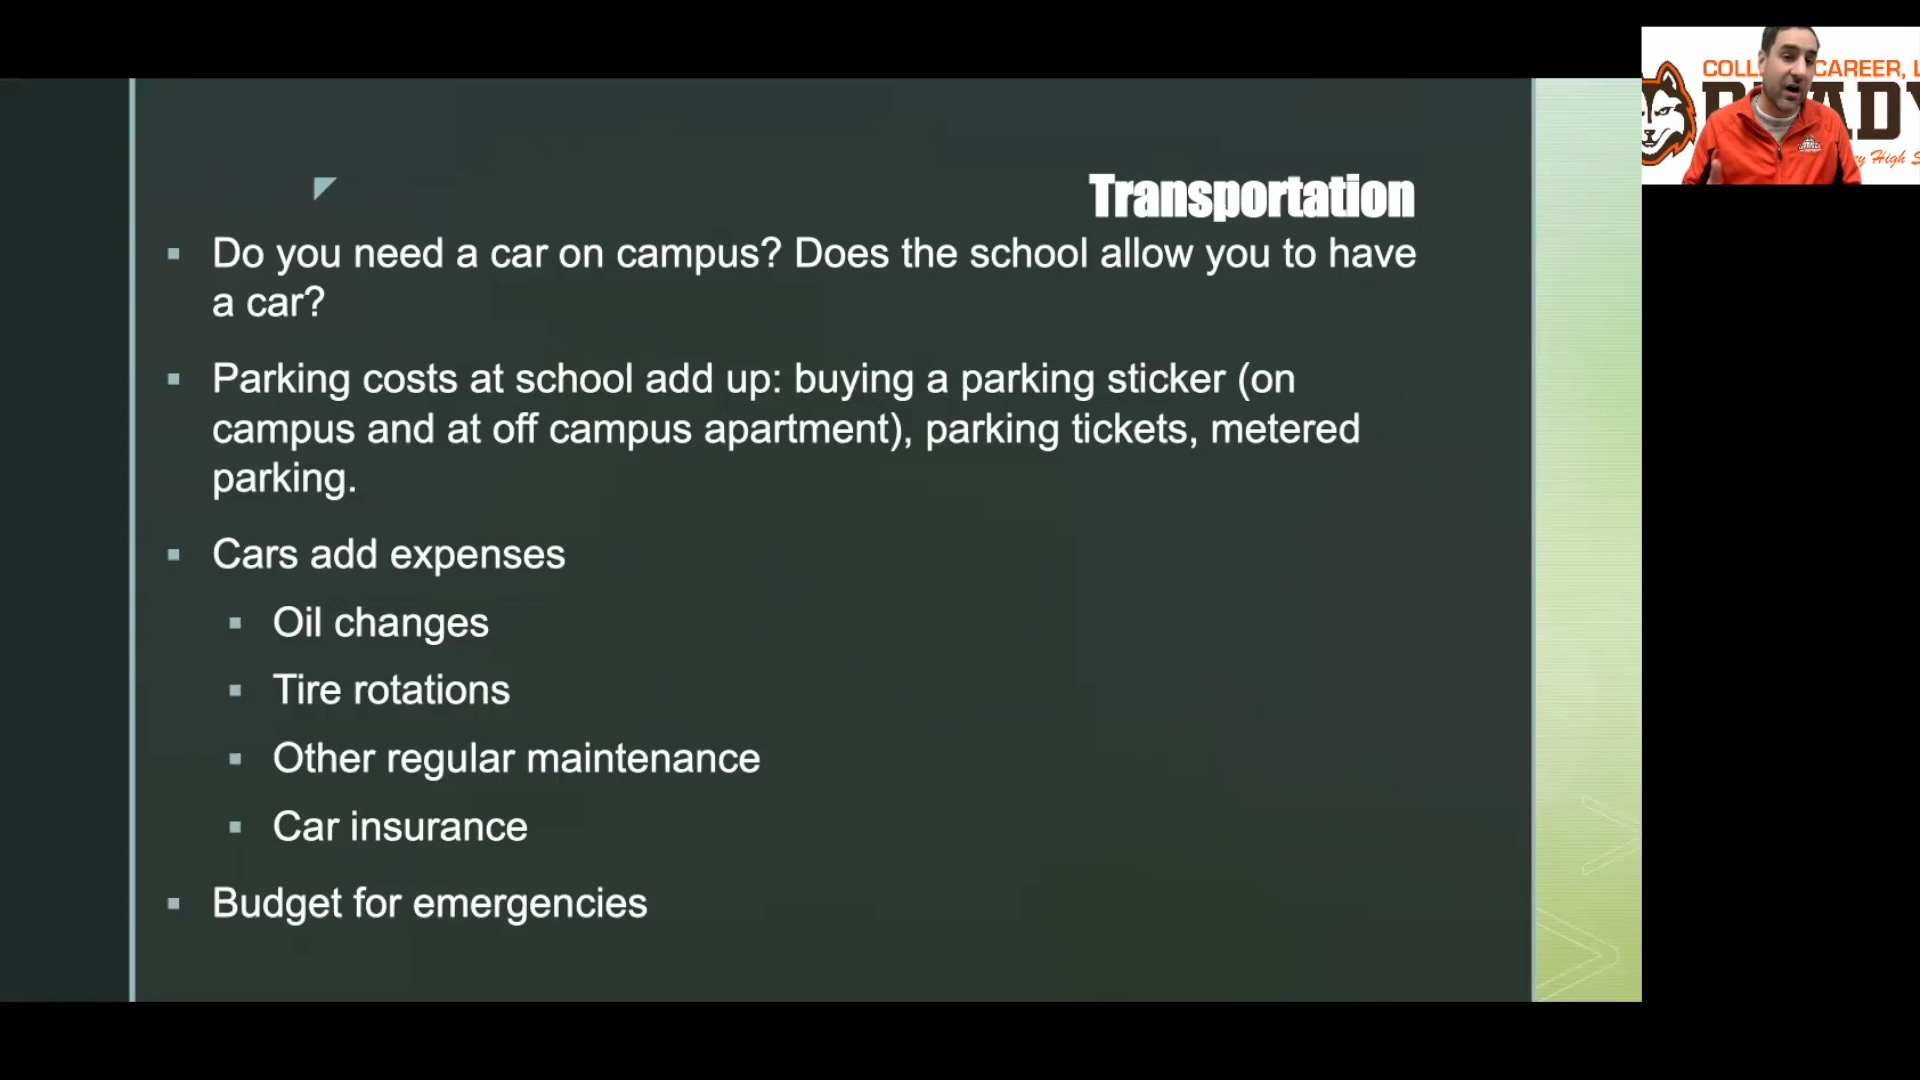 Transportation
Do you need a car on campus? Does the school allow you to have
a car?
Parking costs at school add up: buying a parking sticker (on
campus and at off campus apartment), parking tickets, metered
parking.
Cars add expenses
Oil changes
Tire rotations
Other regular maintenance
Car insurance
Budget for emergencies
CAREER,
High